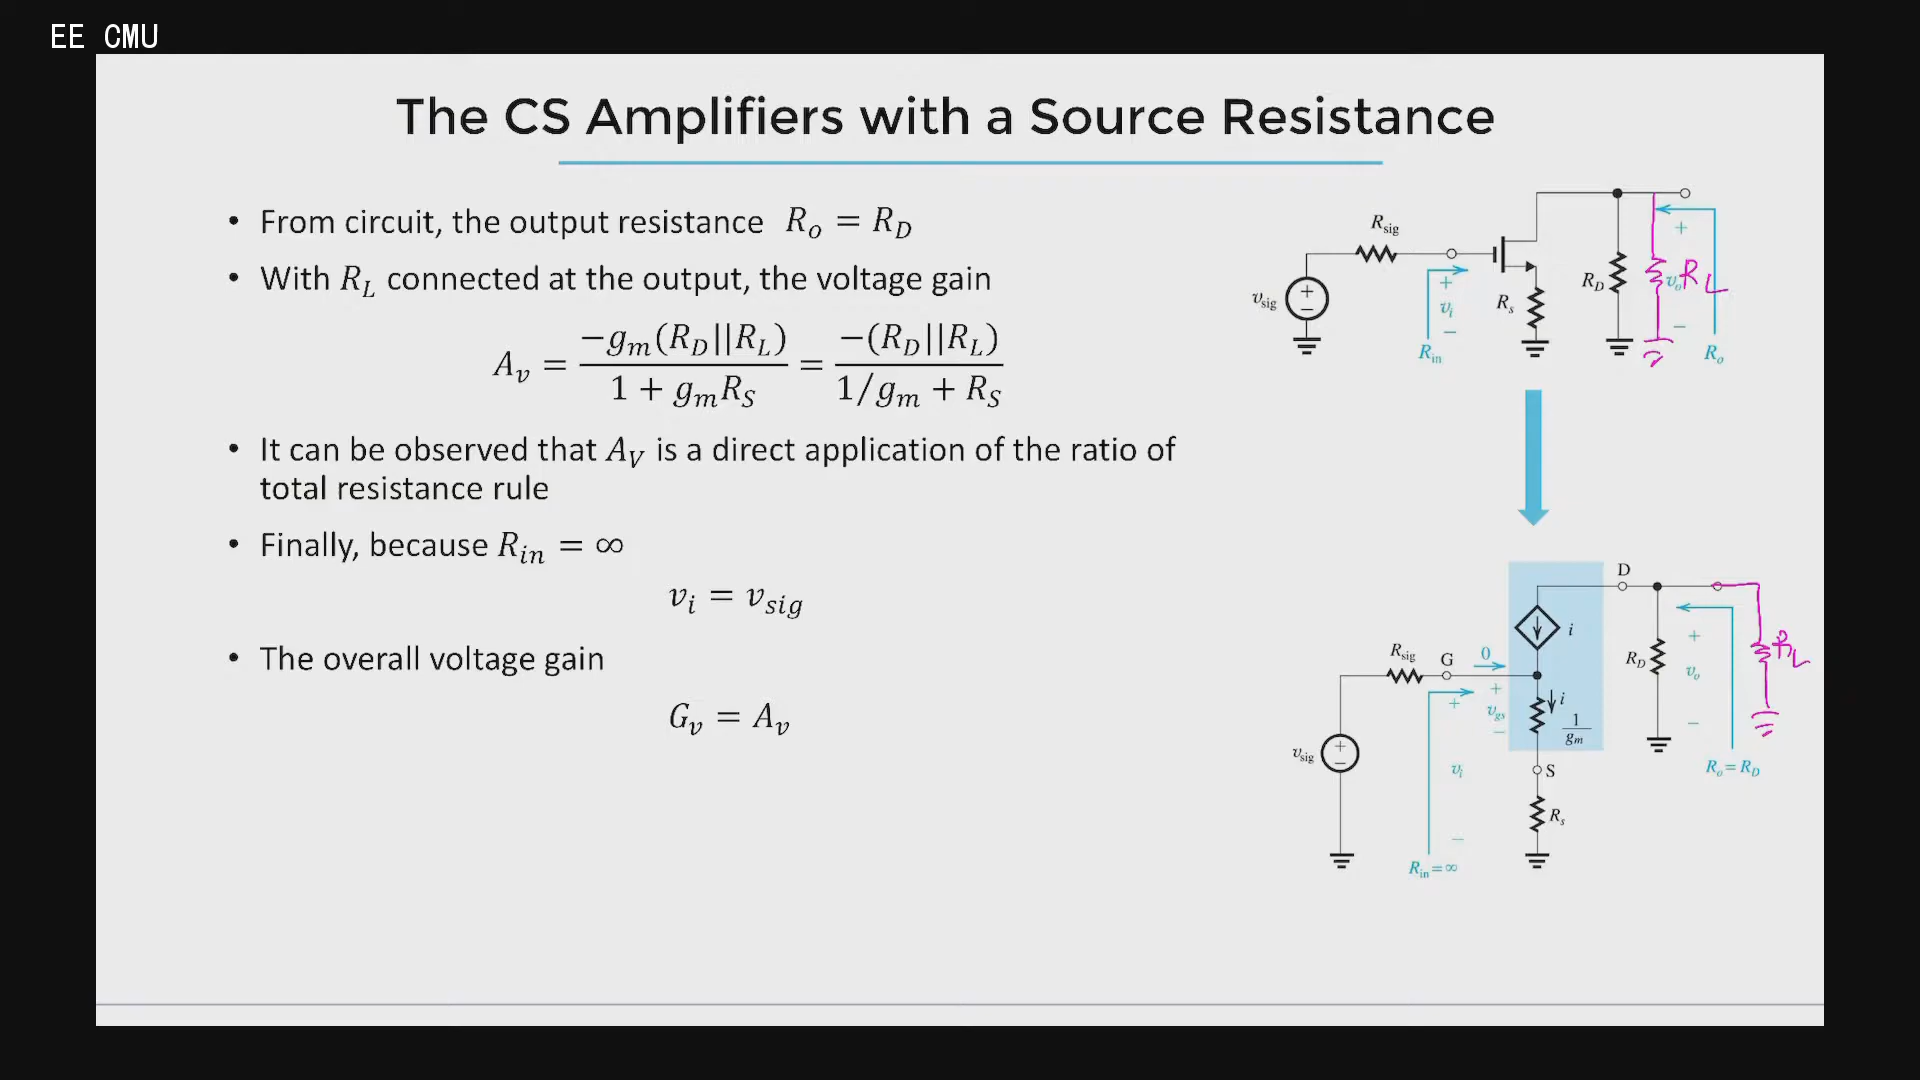 EE CMU
The CS Amplifiers with a Source Resistance
• From circuit, the output resistance R_o = R_D
• With R_L connected at the output, the voltage gain
A_v = −g_m(R_D||R_L) / 1 + g_m R_S = −(R_D||R_L) / 1/g_m + R_S
• It can be observed that A_V is a direct application of the ratio of
total resistance rule
• Finally, because R_in = ∞
v_i = v_sig
• The overall voltage gain
G_v = A_v
R_sig
v_sig
+
−
+
v_i
−
R_in
R_s
R_D
+
v_o
−
R_L
R_o
D
i
R_sig
G
0
+
v_gs
−
i
1/g_m
R_D
+
v_o
−
R_L
R_o = R_D
v_sig
+
−
+
v_i
−
S
R_s
R_in = ∞